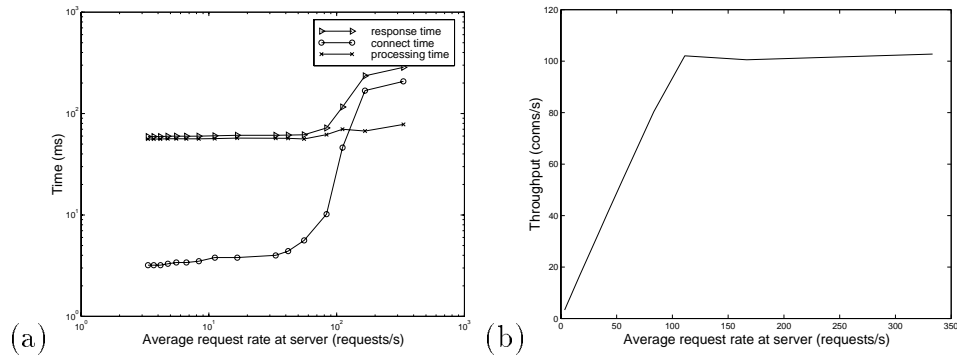 10^3
10^2
10^1
10^0
10^0
10^1
10^2
10^3
Time (ms)
Average request rate at server (requests/s)
response time
connect time
processing time
(a)
120
100
80
60
40
20
0
0
50
100
150
200
250
300
350
Throughput (conns/s)
Average request rate at server (requests/s)
(b)